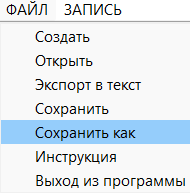 ФАЙЛ ЗАПИСЬ
Создать
Открыть
Экспорт в текст
Сохранить
Сохранить как
Инструкция
Выход из программы